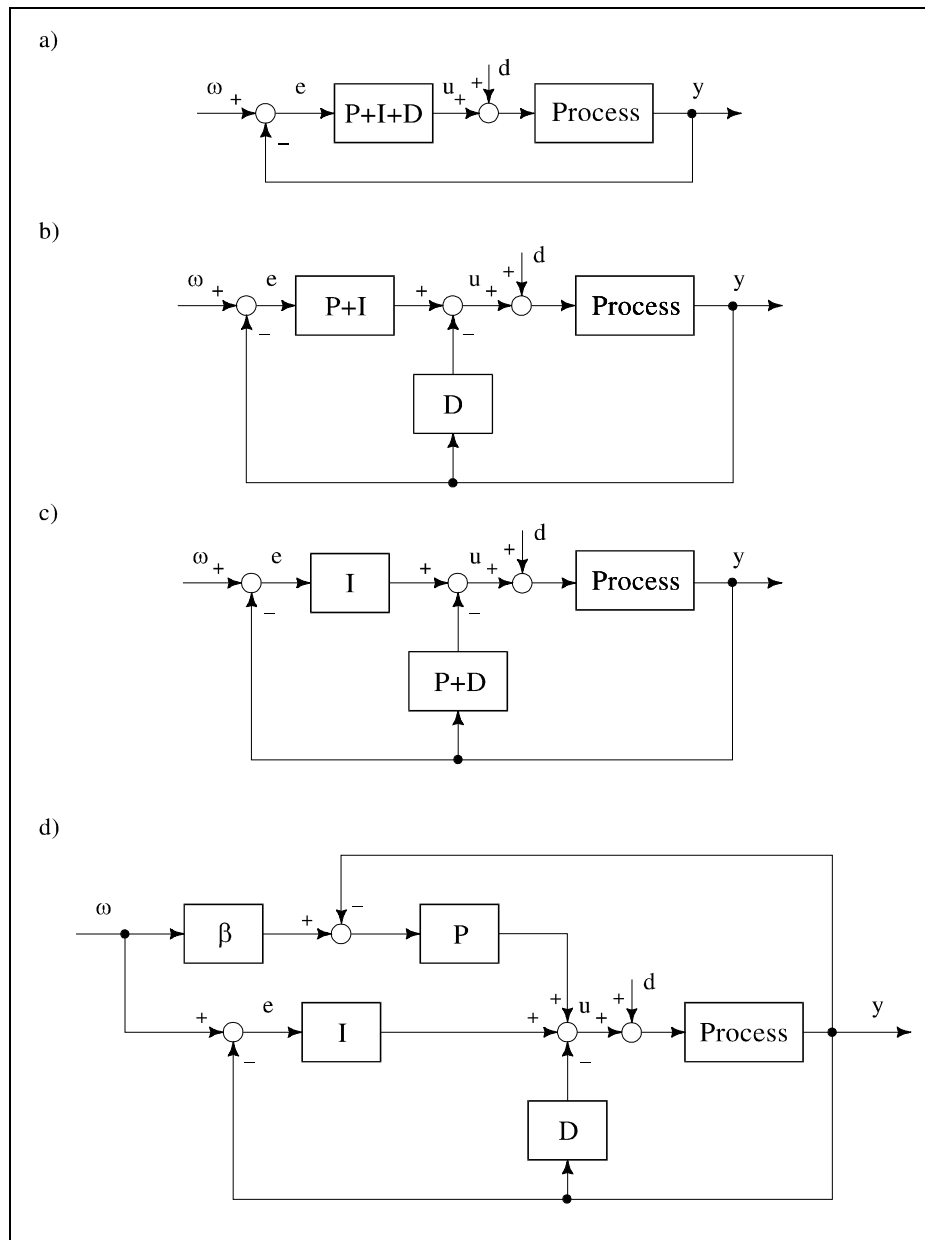 a)
d
ω + e P+I+D u + + Process y
−
b)
d
ω + e P+I + u + + Process y
− −
D
c)
d
ω + e I + u + + Process y
− −
P+D
d)
ω β + − P
+ e I + + u + + d Process y
− −
D